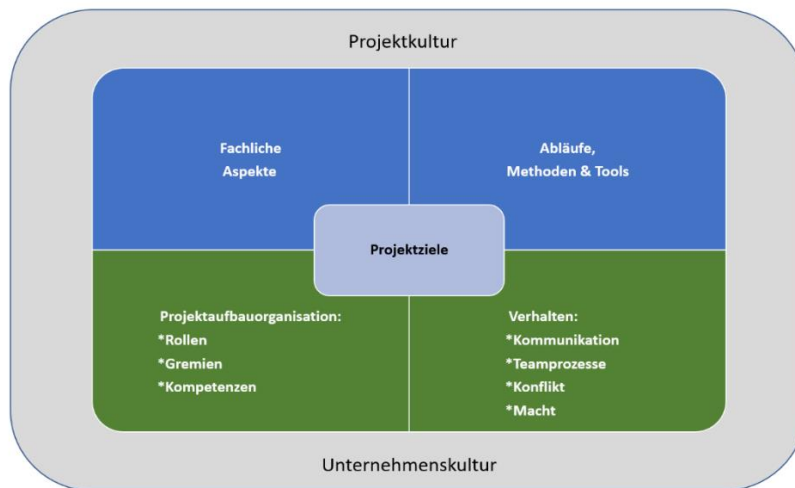 Projektkultur
Fachliche
Aspekte
Abläufe,
Methoden & Tools
Projektziele
Projektaufbauorganisation:
*Rollen
*Gremien
*Kompetenzen
Verhalten:
*Kommunikation
*Teamprozesse
*Konflikt
*Macht
Unternehmenskultur